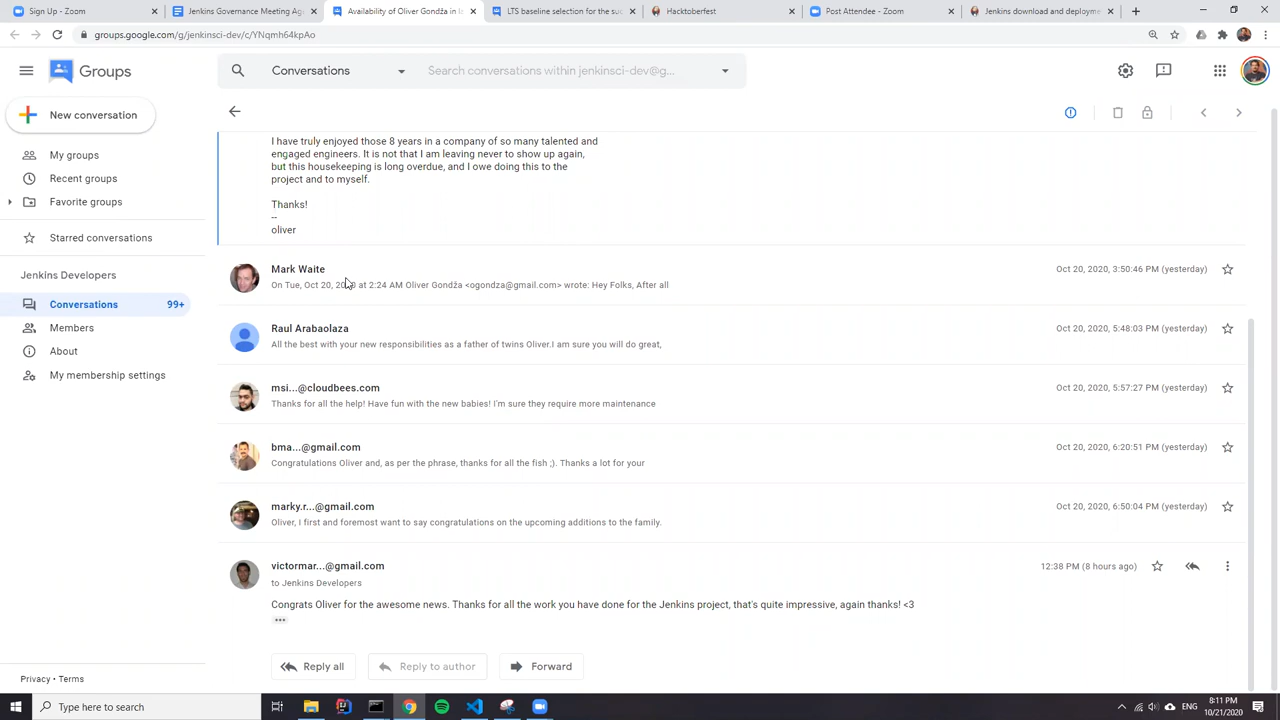 Sign Up - Zoom
Jenkins Governance Meeting Ag
Availability of Oliver Gondža in t
LTS baseline selection for the su
Hacktoberfest
Post Attendee - Zoom
Jenkins download and deployme
groups.google.com/g/jenkinsci-dev/c/YNqmh64kpAo
Groups
Conversations
Search conversations within jenkinsci-dev@g...
New conversation
My groups
Recent groups
Favorite groups
Starred conversations
Jenkins Developers
Conversations 99+
Members
About
My membership settings
Privacy • Terms
I have truly enjoyed those 8 years in a company of so many talented and
engaged engineers. It is not that I am leaving never to show up again,
but this housekeeping is long overdue, and I owe doing this to the
project and to myself.
Thanks!
--
oliver
Mark Waite
Oct 20, 2020, 3:50:46 PM (yesterday)
On Tue, Oct 20, at 2:24 AM Oliver Gondža <ogondza@gmail.com> wrote: Hey Folks, After all
Raul Arabaolaza
Oct 20, 2020, 5:48:03 PM (yesterday)
All the best with your new responsibilities as a father of twins Oliver.I am sure you will do great,
msi...@cloudbees.com
Oct 20, 2020, 5:57:27 PM (yesterday)
Thanks for all the help! Have fun with the new babies! I'm sure they require more maintenance
bma...@gmail.com
Oct 20, 2020, 6:20:51 PM (yesterday)
Congratulations Oliver and, as per the phrase, thanks for all the fish ;). Thanks a lot for your
marky.r...@gmail.com
Oct 20, 2020, 6:50:04 PM (yesterday)
Oliver, I first and foremost want to say congratulations on the upcoming additions to the family.
victormar...@gmail.com
12:38 PM (8 hours ago)
to Jenkins Developers
Congrats Oliver for the awesome news. Thanks for all the work you have done for the Jenkins project, that's quite impressive, again thanks! <3
Reply all
Reply to author
Forward
Type here to search
ENG
8:11 PM
10/21/2020